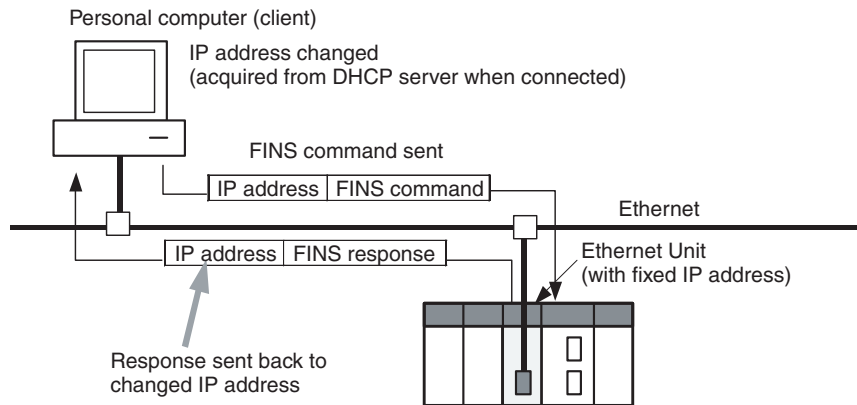 Personal computer (client)
IP address changed
(acquired from DHCP server when connected)
FINS command sent
IP address FINS command
Ethernet
IP address FINS response
Ethernet Unit
(with fixed IP address)
Response sent back to
changed IP address